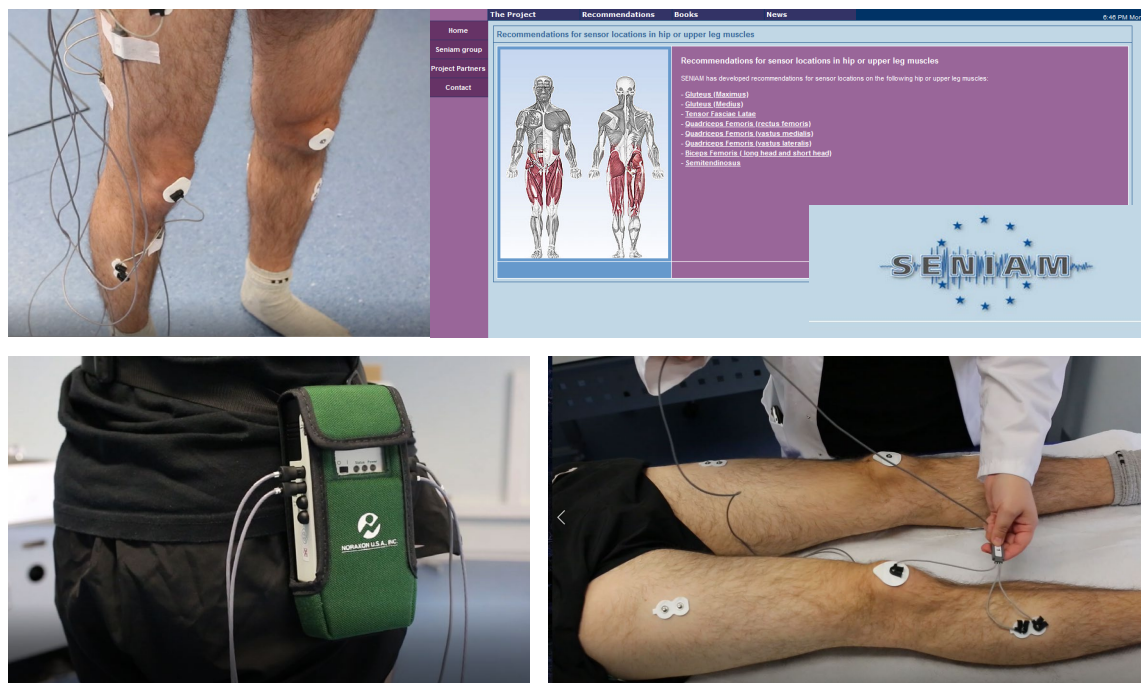 The Project Recommendations Books News
6:46 PM Mon
Home
Seniam group
Project Partners
Contact
Recommendations for sensor locations in hip or upper leg muscles
Recommendations for sensor locations in hip or upper leg muscles
SENIAM has developed recommendations for sensor locations on the following hip or upper leg muscles:
- Gluteus (Maximus)
- Gluteus (Medius)
- Tensor Fasciae Latae
- Quadriceps Femoris (rectus femoris)
- Quadriceps Femoris (vastus medialis)
- Quadriceps Femoris (vastus lateralis)
- Biceps Femoris ( long head and short head)
- Semitendinosus
SENIAM
NORAXON U.S.A., INC.